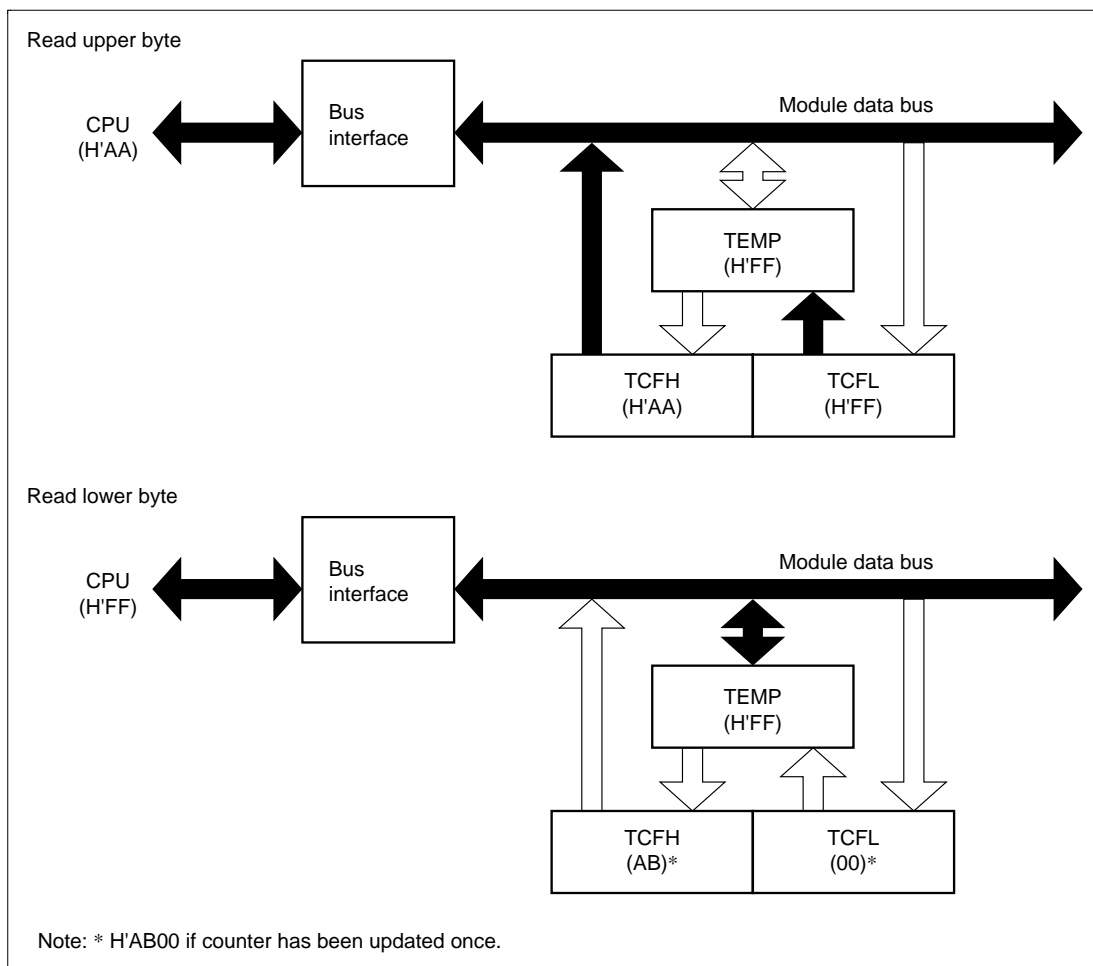 Read upper byte
CPU
(H'AA)
Bus
interface
Module data bus
TEMP
(H'FF)
TCFH
(H'AA)
TCFL
(H'FF)
Read lower byte
CPU
(H'FF)
Bus
interface
Module data bus
TEMP
(H'FF)
TCFH
(AB)*
TCFL
(00)*
Note: * H'AB00 if counter has been updated once.